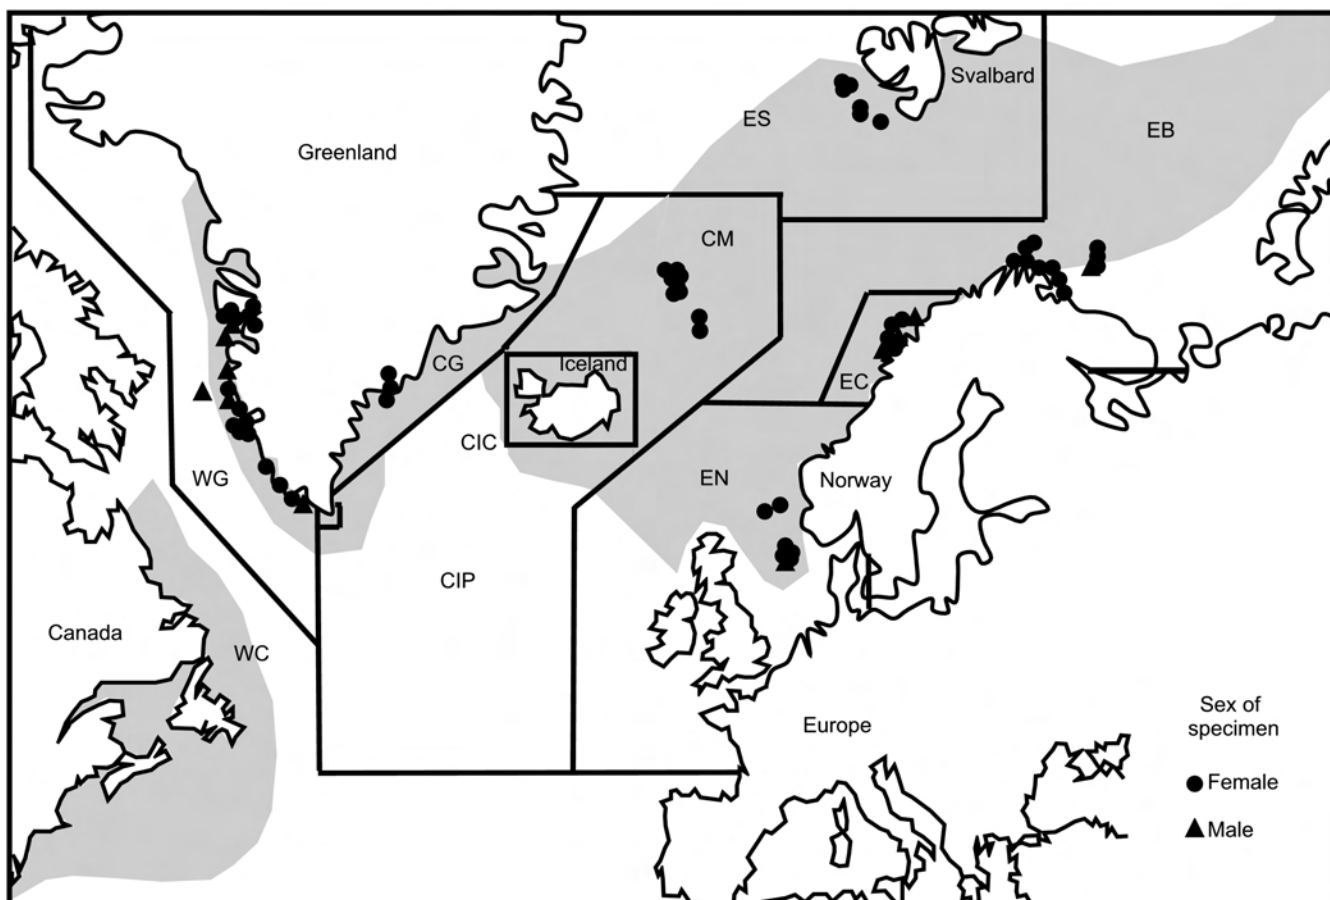 Svalbard
ES
EB
Greenland
CM
CG
Iceland
EC
CIC
WG
EN
Norway
CIP
Canada
WC
Sex of
specimen
Europe
Female
Male